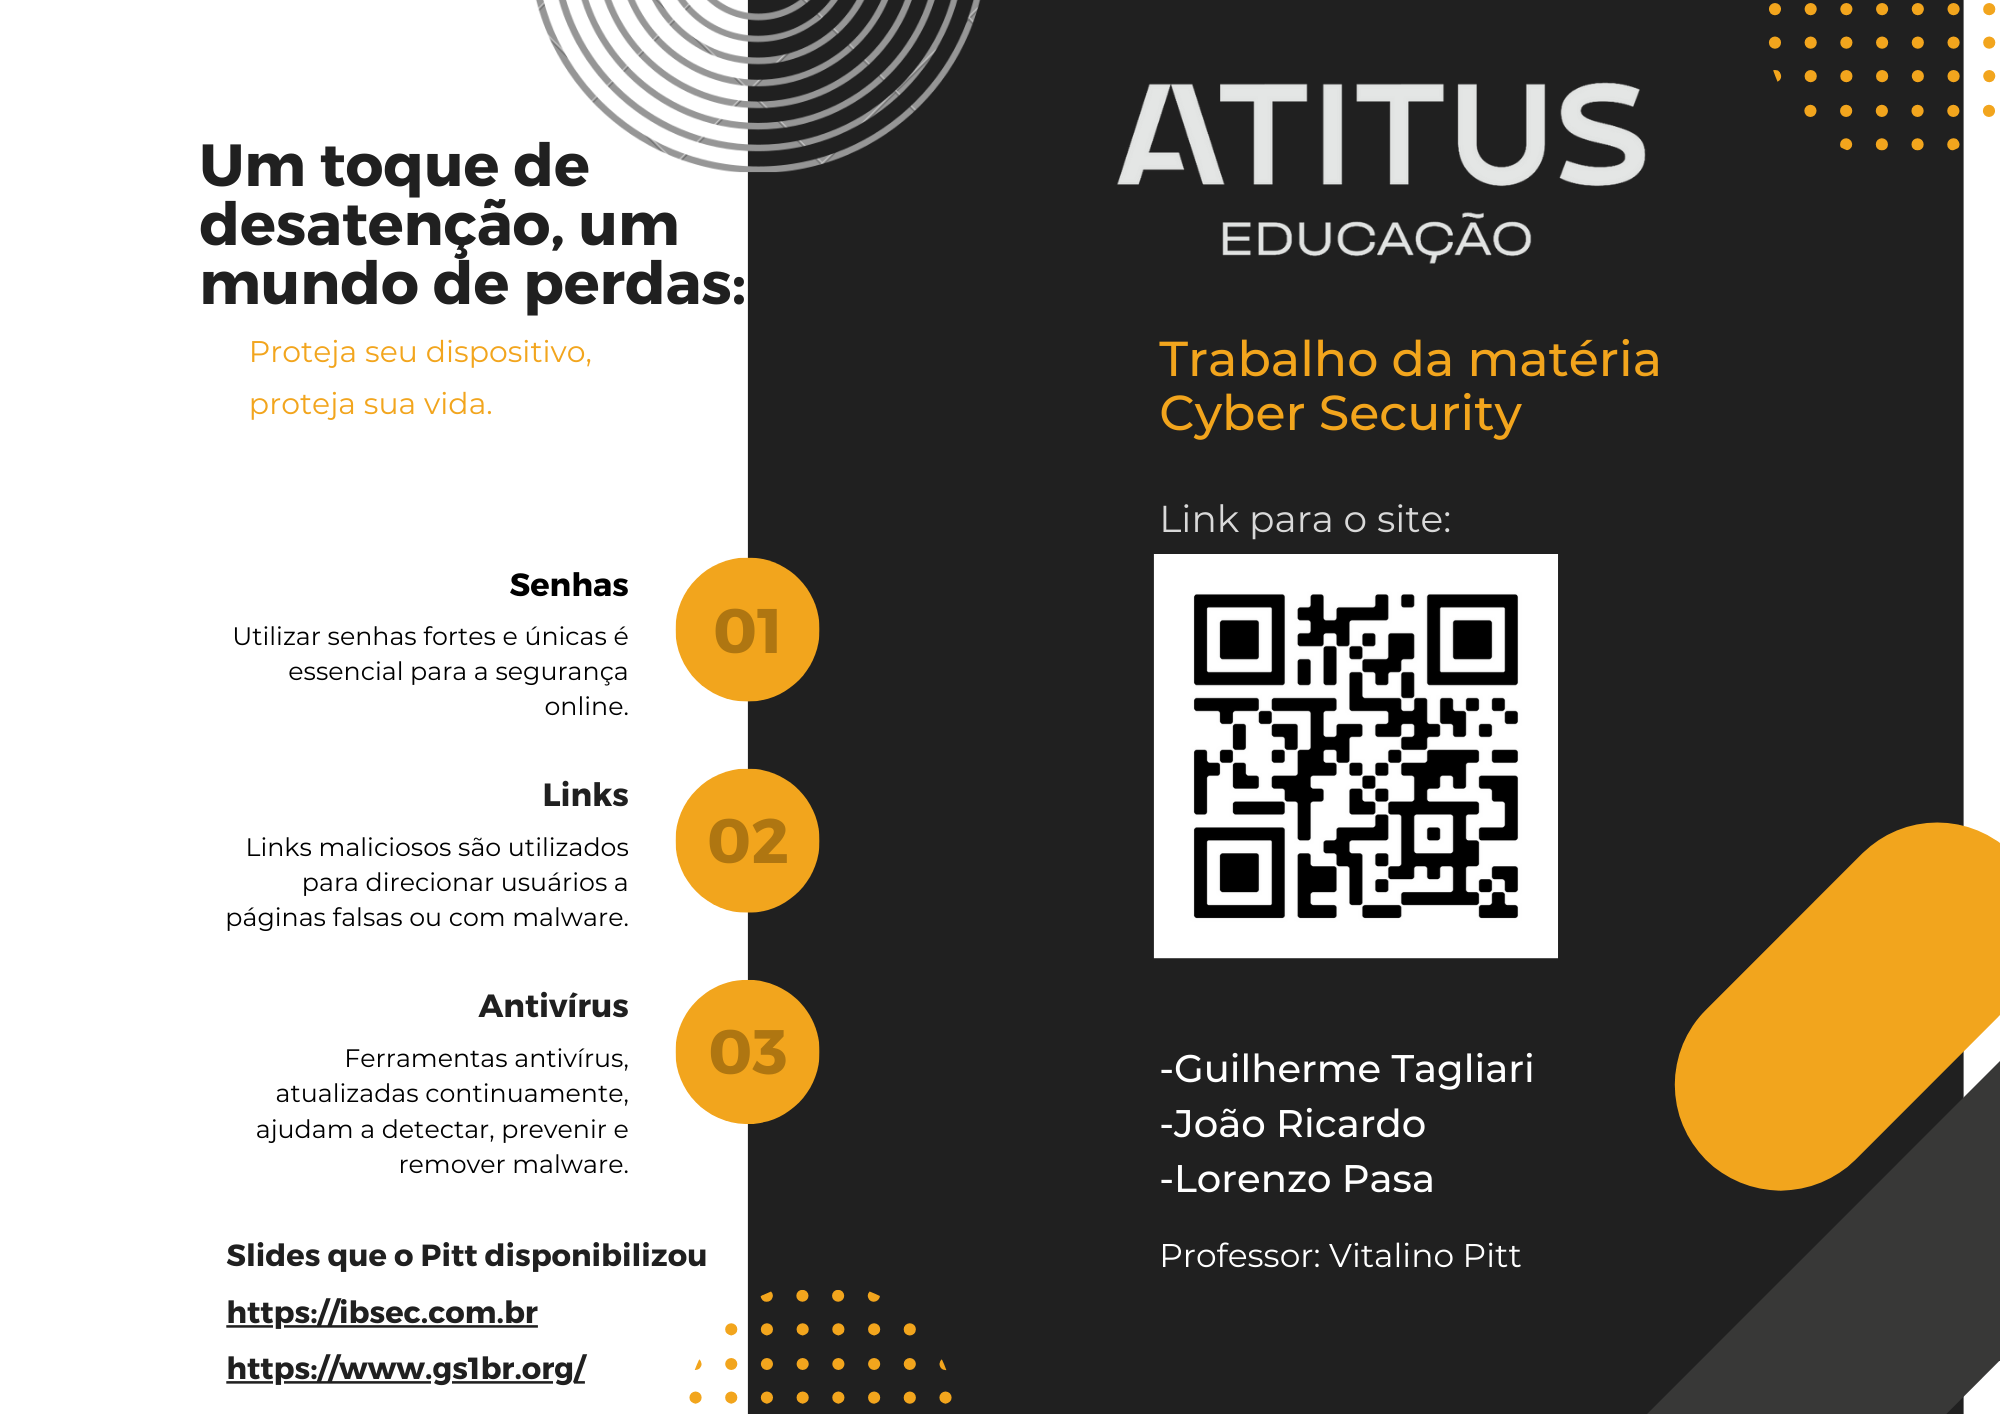 Um toque de
desatenção, um
mundo de perdas:
Proteja seu dispositivo,
proteja sua vida.
Senhas
Utilizar senhas fortes e únicas é
essencial para a segurança
online.
01
Links
Links maliciosos são utilizados
para direcionar usuários a
páginas falsas ou com malware.
02
Antivírus
Ferramentas antivírus,
atualizadas continuamente,
ajudam a detectar, prevenir e
remover malware.
03
Slides que o Pitt disponibilizou
https://ibsec.com.br
https://www.gs1br.org/
ATITUS
EDUCAÇÃO
Trabalho da matéria
Cyber Security
Link para o site:
-Guilherme Tagliari
-João Ricardo
-Lorenzo Pasa
Professor: Vitalino Pitt